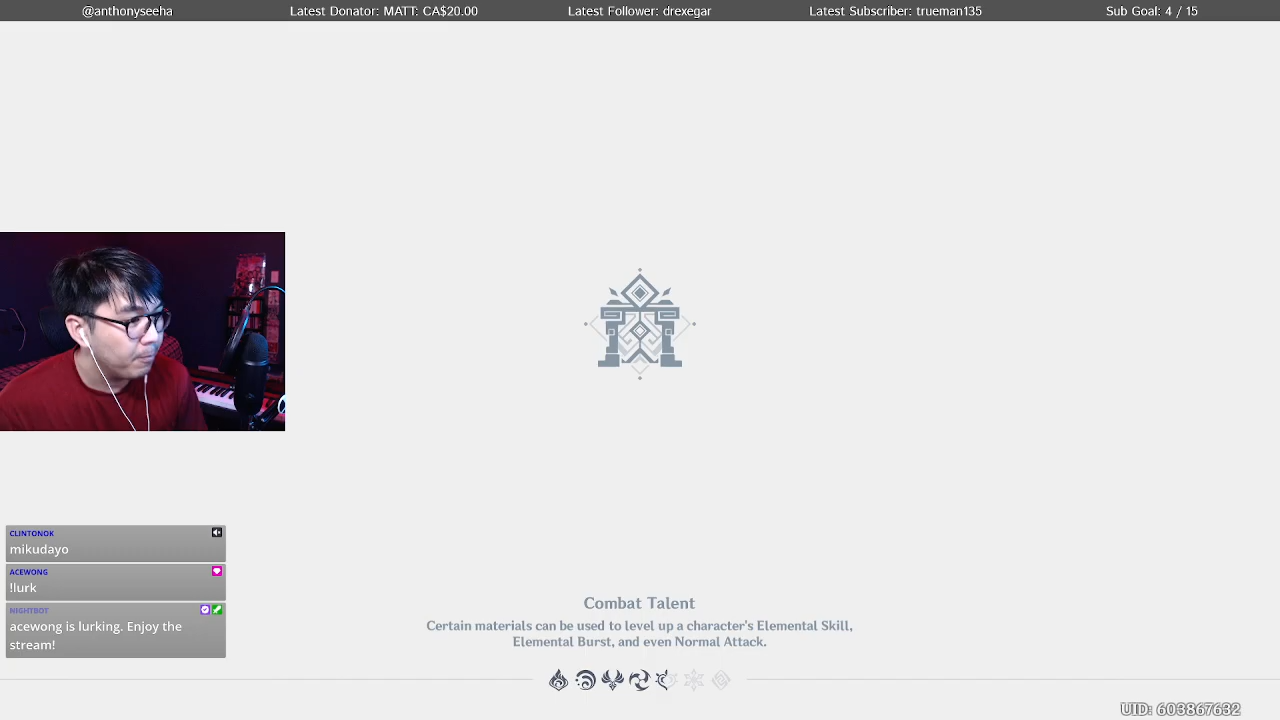 @anthonyseeha Latest Donator: MATT: CA$20.00 Latest Follower: drexegar Latest Subscriber: trueman135 Sub Goal: 4 / 15
CLINTONOK
mikudayo
ACEWONG
!lurk
NIGHTBOT
acewong is lurking. Enjoy the
stream!
Combat Talent
Certain materials can be used to level up a character's Elemental Skill,
Elemental Burst, and even Normal Attack.
UID: 603867632